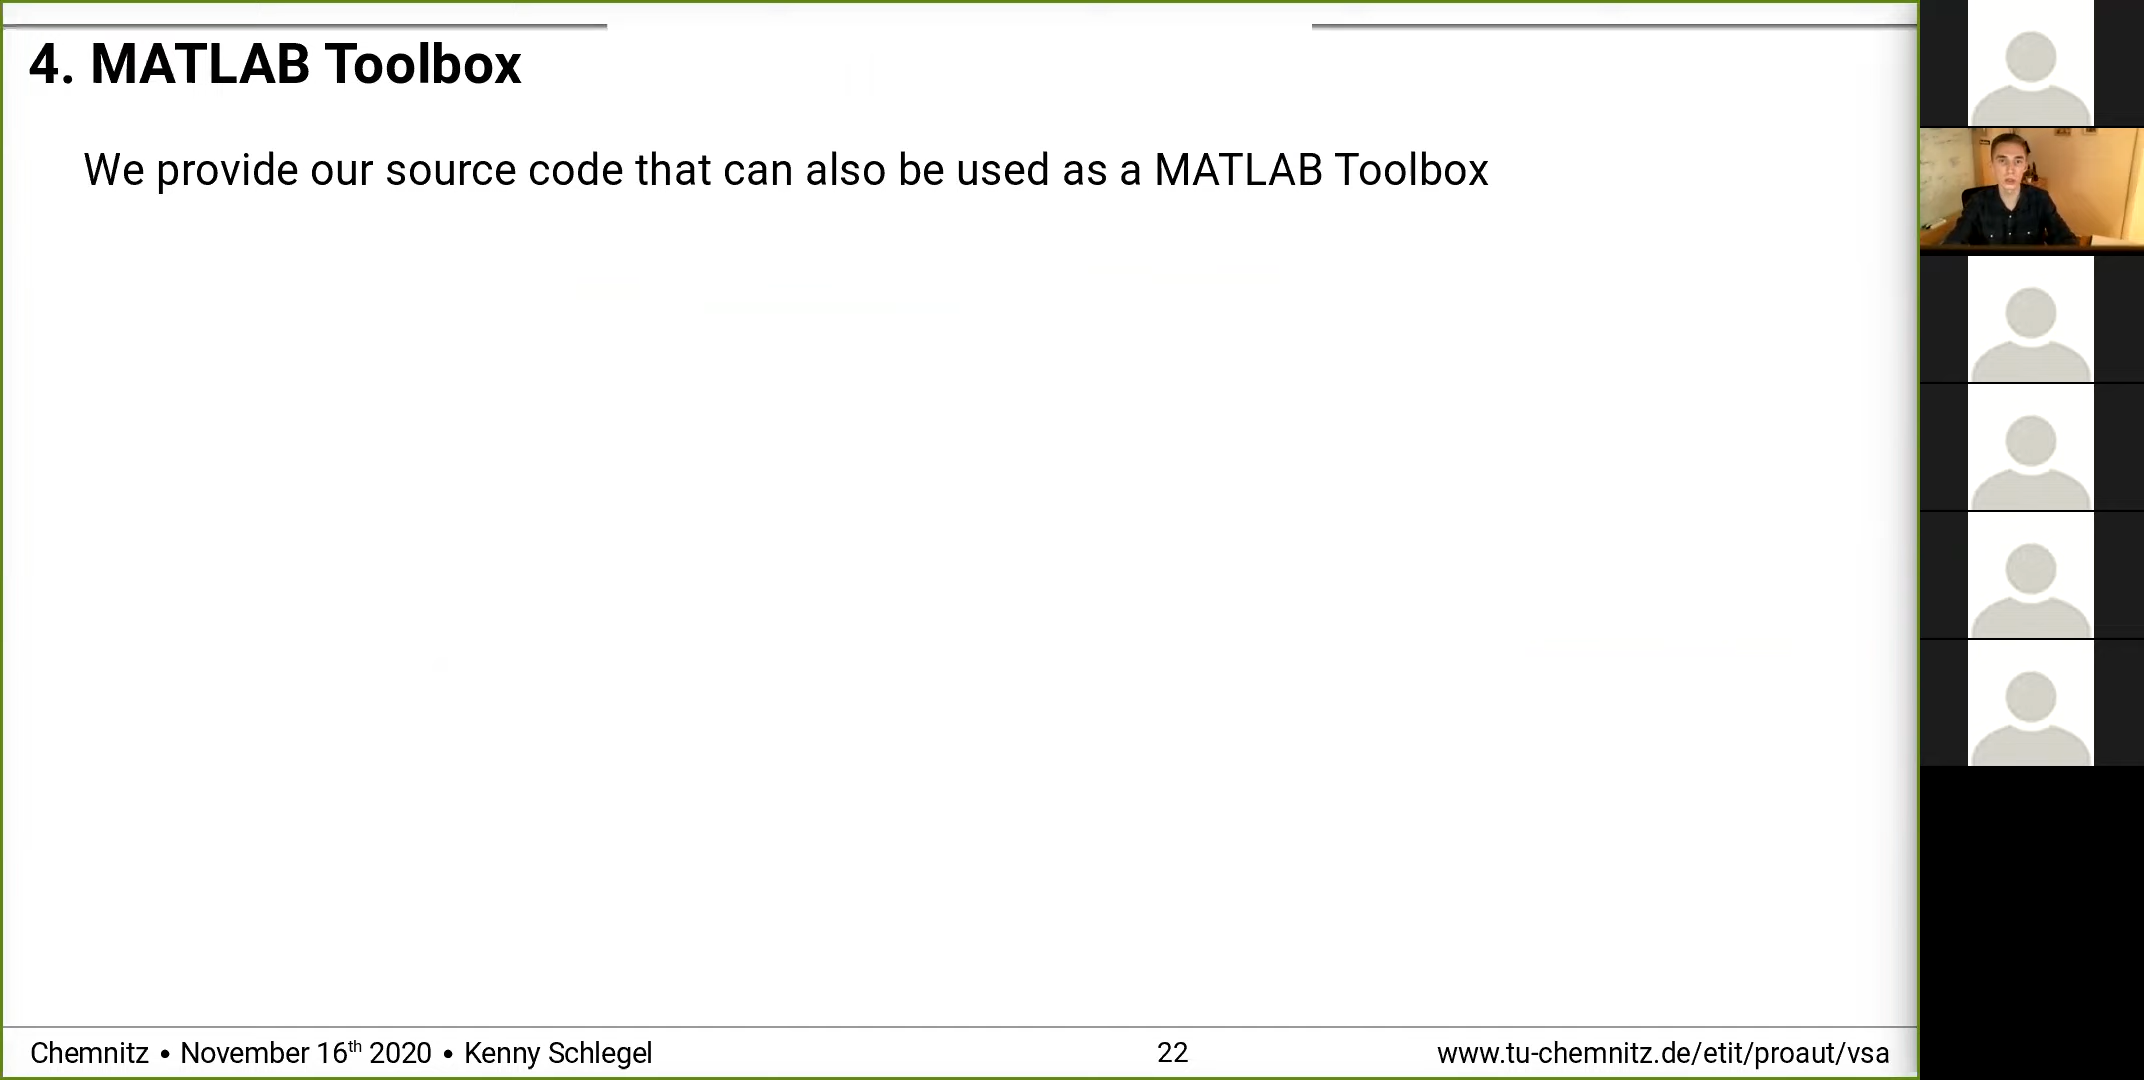 4. MATLAB Toolbox
We provide our source code that can also be used as a MATLAB Toolbox
Chemnitz • November 16th 2020 • Kenny Schlegel
22
www.tu-chemnitz.de/etit/proaut/vsa